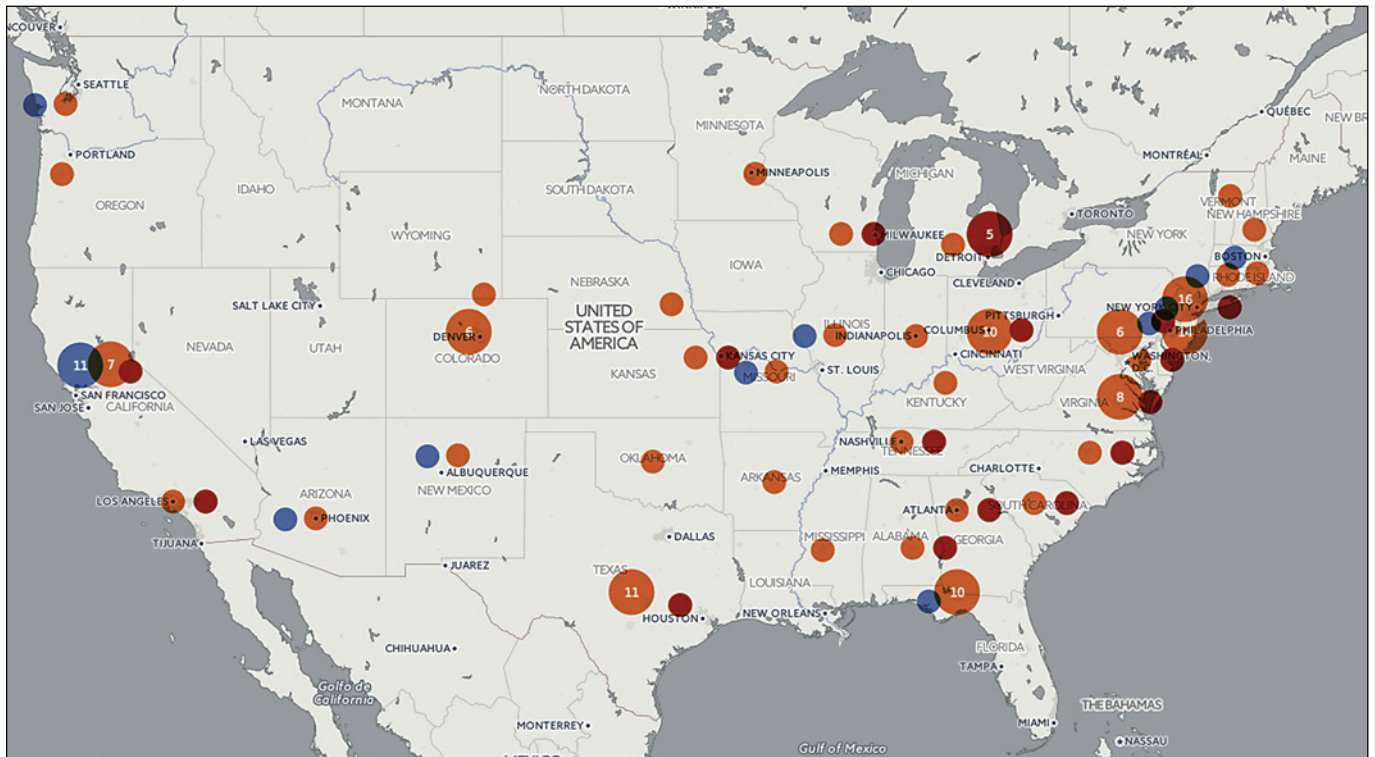 SEATTLE
MONTANA
NORTH DAKOTA
MINNESOTA
QUÉBEC
PORTLAND
MONTRÉAL
MAINE
MINNEAPOLIS
MICHIGAN
IDAHO
SOUTH DAKOTA
OREGON
VERMONT
NEW HAMPSHIRE
TORONTO
WYOMING
MILWAUKEE
5
NEW YORK
BOSTON
DETROIT
IOWA
CHICAGO
RHODE ISLAND
NEBRASKA
CLEVELAND
SALT LAKE CITY
16
NEW YORK CITY
UNITED
STATES OF
AMERICA
PITTSBURGH
ILLINOIS
COLUMBUS
10
6
PHILADELPHIA
6
DENVER
INDIANAPOLIS
NEVADA
UTAH
COLORADO
KANSAS CITY
CINCINNATI
WASHINGTON,
D.C.
11
7
KANSAS
MISSOURI
ST. LOUIS
WEST VIRGINIA
SAN FRANCISCO
SAN JOSE
CALIFORNIA
KENTUCKY
VIRGINIA
8
LAS VEGAS
NASHVILLE
TENNESSEE
OKLAHOMA
ALBUQUERQUE
MEMPHIS
CHARLOTTE
ARKANSAS
NEW MEXICO
ARIZONA
LOS ANGELES
PHOENIX
ATLANTA
SOUTH CAROLINA
TIJUANA
DALLAS
MISSISSIPPI
ALABAMA
GEORGIA
JUAREZ
TEXAS
LOUISIANA
11
10
HOUSTON
NEW ORLEANS
CHIHUAHUA
FLORIDA
TAMPA
Golfo de
California
THE BAHAMAS
MONTERREY
MIAMI
Gulf of Mexico
NASSAU